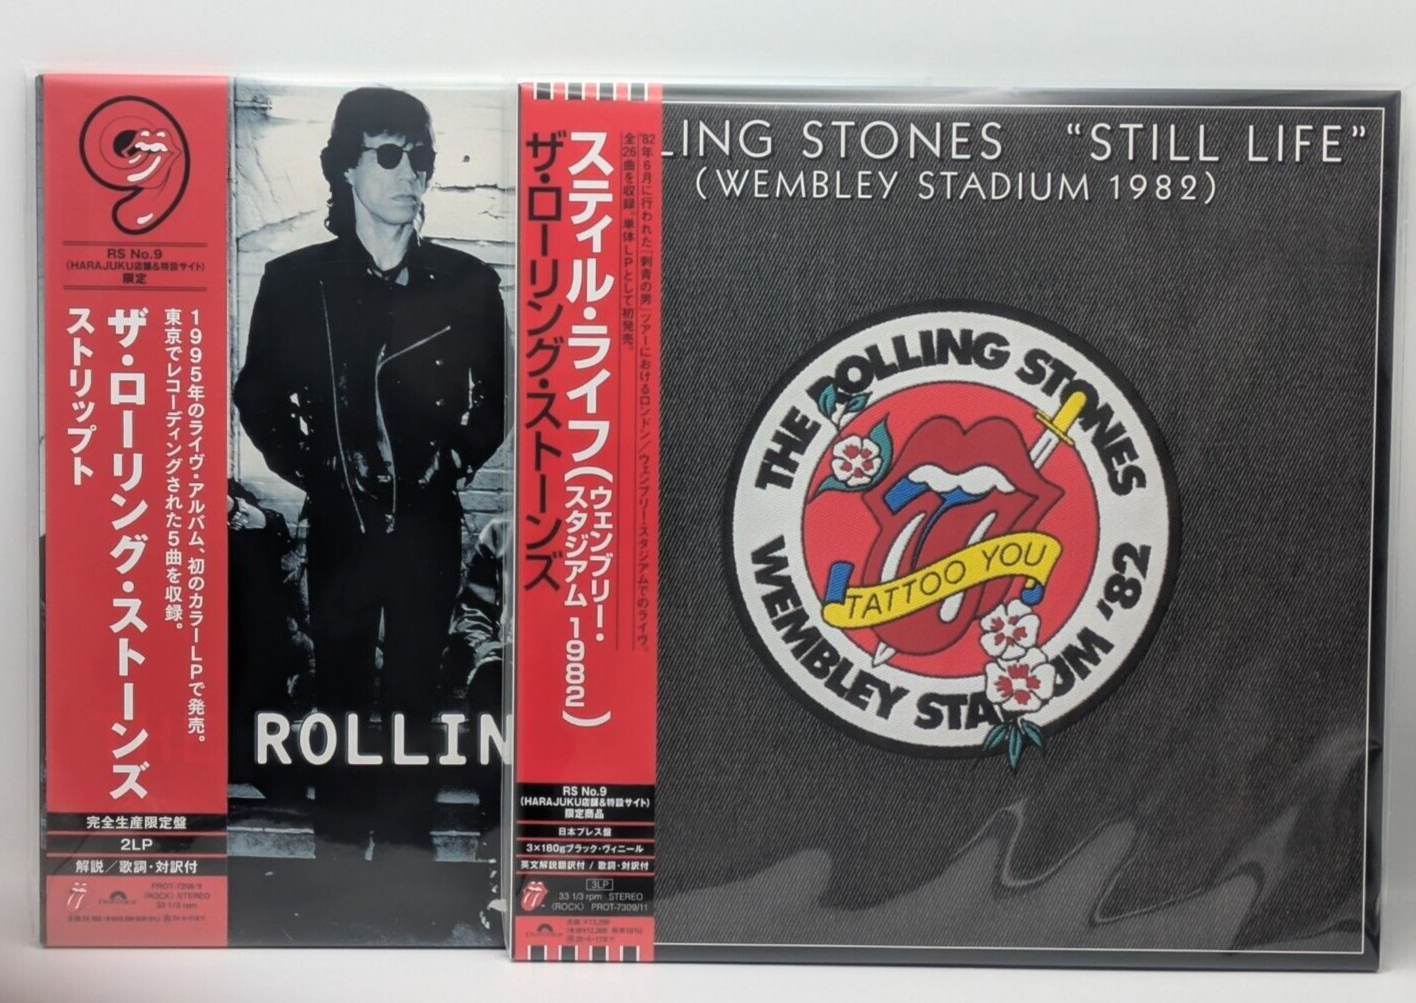 RS No.9
(HARAJUKU店舗&特設サイト)
限定
1995年のライヴ・アルバム、初のカラーLPで発売。
東京でレコーディングされた5曲を収録。
ザ・ローリング・ストーンズ
ストリップト
完全生産限定盤
2LP
解説／歌詞・対訳付
(ROCK) STEREO
33 1/3 rpm
ROLLIN
'82年6月に行われた「刺青の男」ツアーにおけるロンドン／ウェンブリー・スタジアムでのライヴ。
全26曲を収録。単体LPとして初発売。
スティル・ライフ(ウェンブリー・
スタジアム 1982)
ザ・ローリング・ストーンズ
RS No.9
(HARAJUKU店舗&特設サイト)
限定商品
日本プレス盤
3×180gブラック・ヴィニール
英文解説翻訳付 / 歌詞・対訳付
3LP
33 1/3 rpm STEREO
(ROCK) PROT-7309/11
LING STONES “STILL LIFE”
(WEMBLEY STADIUM 1982)
THE ROLLING STONES
TATTOO YOU
WEMBLEY STADIUM '82